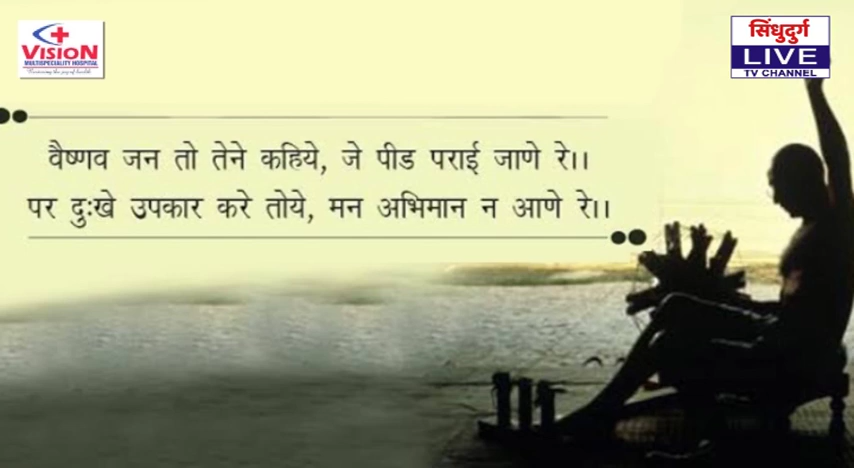 VISION
MULTISPECIALITY HOSPITAL
सिंधुदुर्ग
LIVE
TV CHANNEL
वैष्णव जन तो तेने कहिये, जे पीड पराई जाणे रे।।
पर दुःखे उपकार करे तोये, मन अभिमान न आणे रे।।